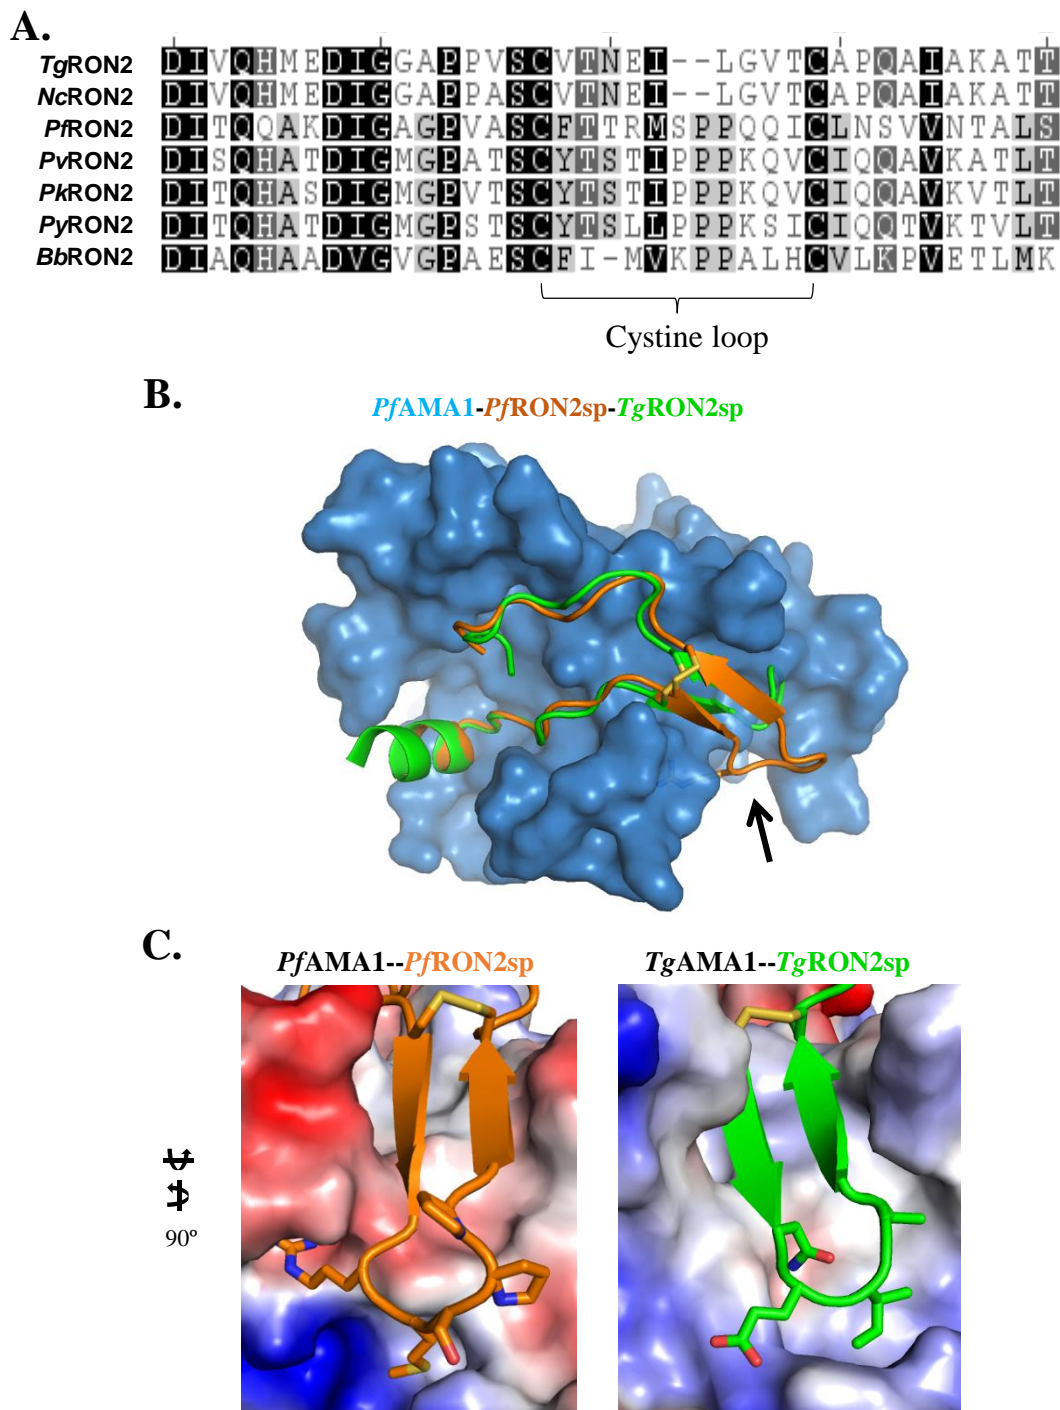 A.
TgRON2 DIVQHMEDIGGAPPVSCVTNEI--LGVTCAPQAIAKATT
NcRON2 DIVQHMEDIGGAPPASCVTNEI--LGVTCAPQAIAKATT
PfRON2 DITQQAKDIGAGPVASCFTTRMSPPQQICLNSVVNTALS
PvRON2 DISQHATDIGMGPATSCYTSTIPPPKQVCIQQAVKATLT
PkRON2 DITQHASDIGMGPVTSCYTSTIPPPKQVCIQQAVKVTLT
PyRON2 DITQHATDIGMGPSTSCYTSLLPPPKSICIQQTVKTVLT
BbRON2 DIAQHAADVGVGPAESCFI-MVKPPALHCVLKPVETLMK
Cystine loop
B.
PfAMA1-PfRON2sp-TgRON2sp
C.
PfAMA1--PfRON2sp
TgAMA1--TgRON2sp
90º